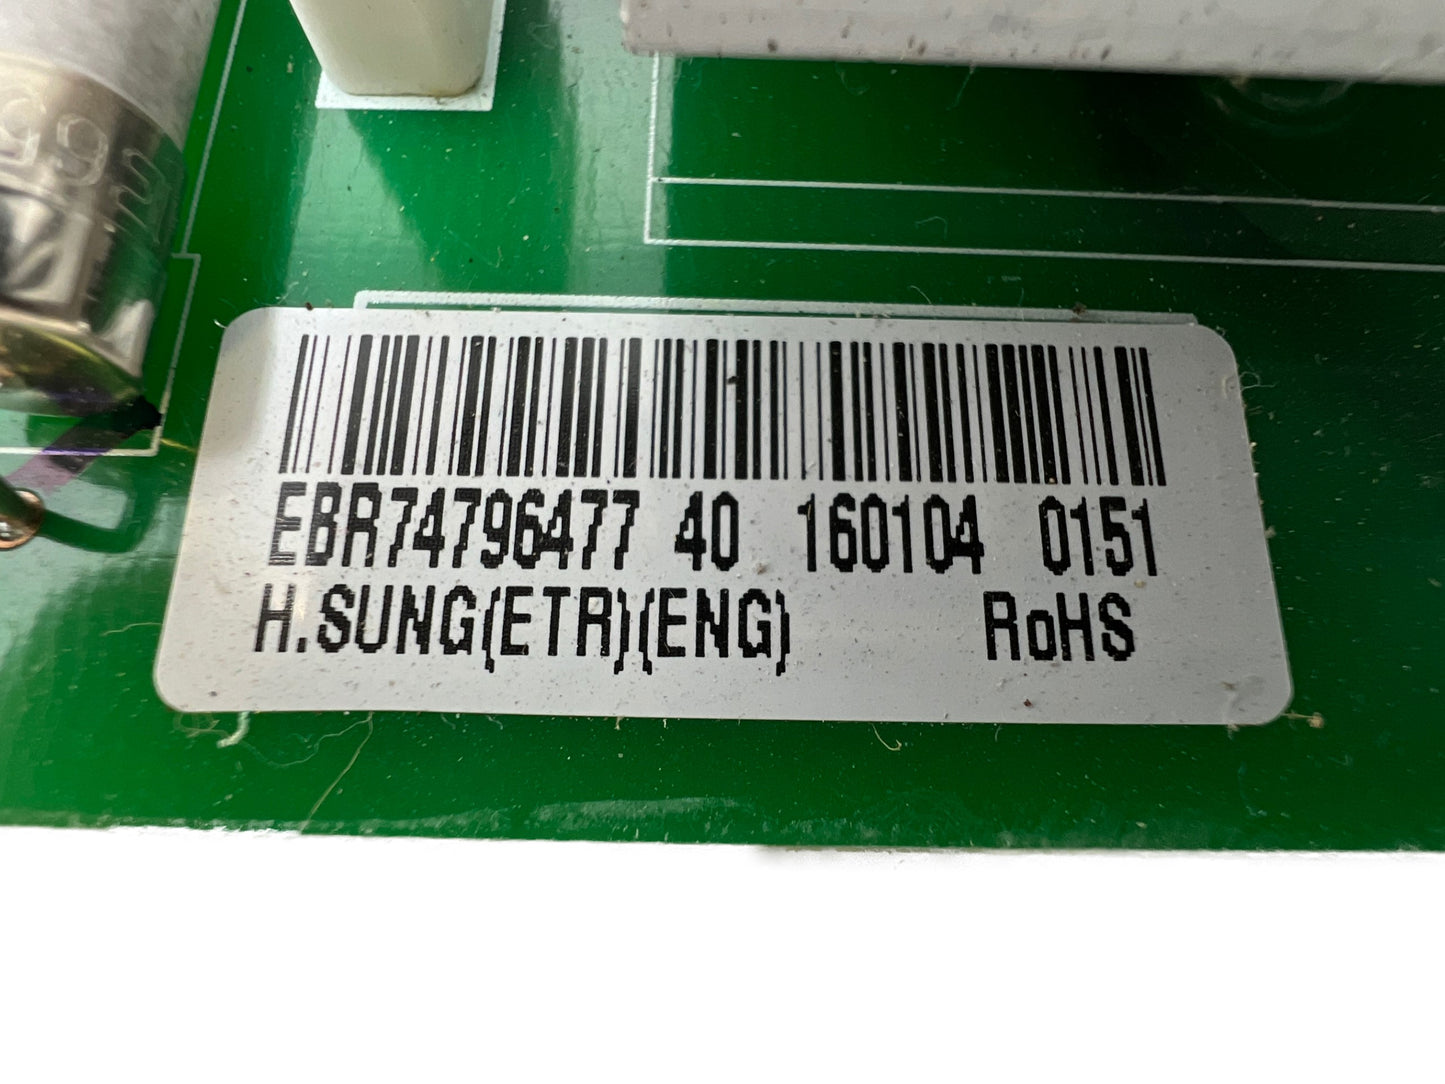 EBR74796477 40 160104 0151
H.SUNG(ETR)(ENG) RoHS